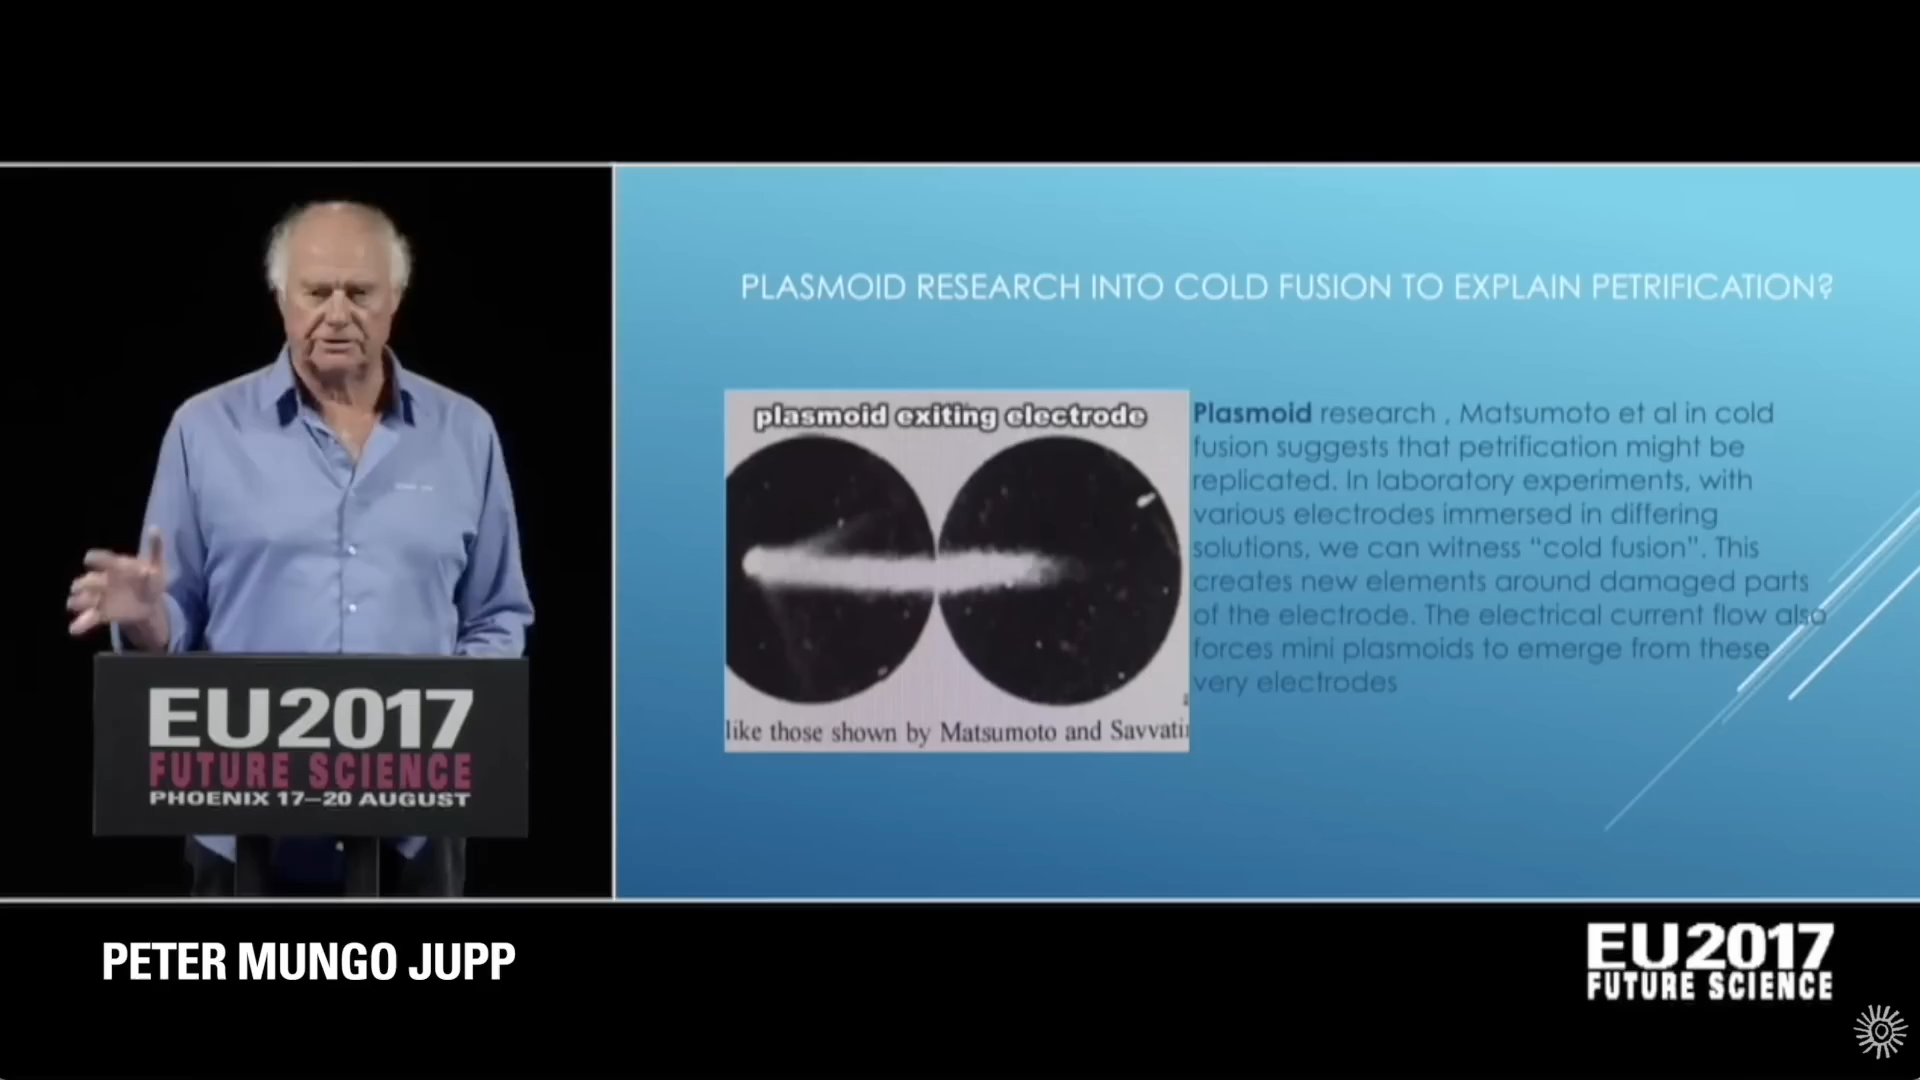 PLASMOID RESEARCH INTO COLD FUSION TO EXPLAIN PETRIFICATION?
plasmoid exiting electrode
like those shown by Matsumoto and Savvati
Plasmoid research , Matsumoto et al in cold
fusion suggests that petrification might be
replicated. In laboratory experiments, with
various electrodes immersed in differing
solutions, we can witness “cold fusion”. This
creates new elements around damaged parts
of the electrode. The electrical current flow also
forces mini plasmoids to emerge from these
very electrodes
EU2017
FUTURE SCIENCE
PHOENIX 17–20 AUGUST
PETER MUNGO JUPP
EU2017
FUTURE SCIENCE